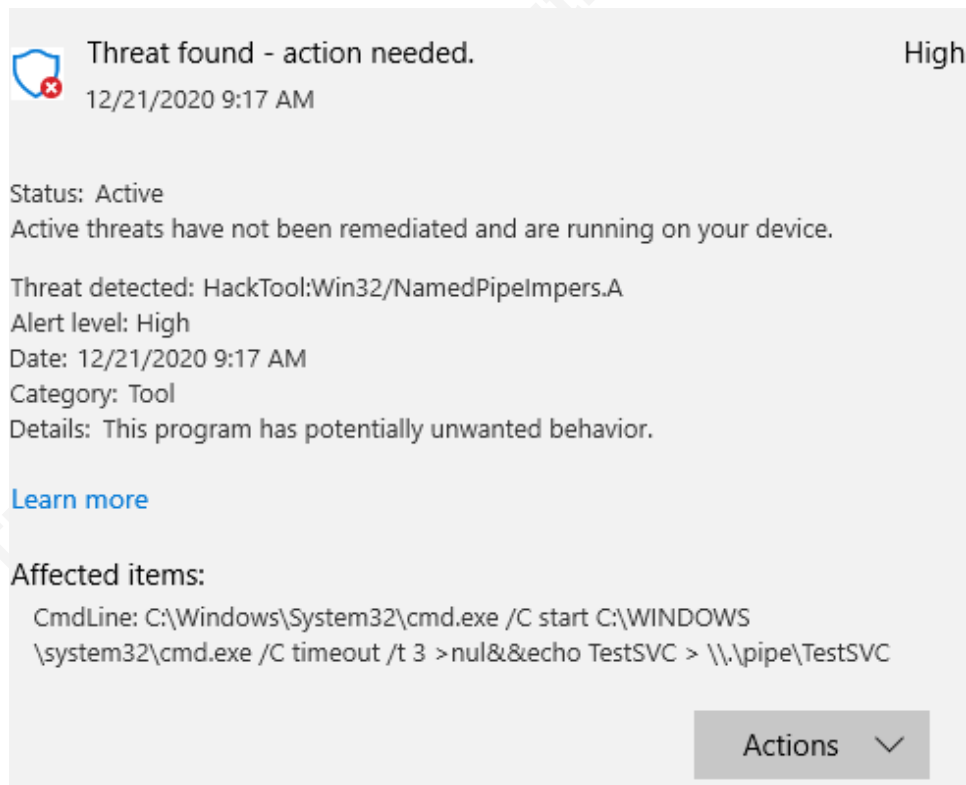 Threat found - action needed.
High
12/21/2020 9:17 AM
Status: Active
Active threats have not been remediated and are running on your device.
Threat detected: HackTool:Win32/NamedPipeImpers.A
Alert level: High
Date: 12/21/2020 9:17 AM
Category: Tool
Details: This program has potentially unwanted behavior.
Learn more
Affected items:
CmdLine: C:\Windows\System32\cmd.exe /C start C:\WINDOWS
\system32\cmd.exe /C timeout /t 3 >nul&&echo TestSVC > \\.\pipe\TestSVC
Actions